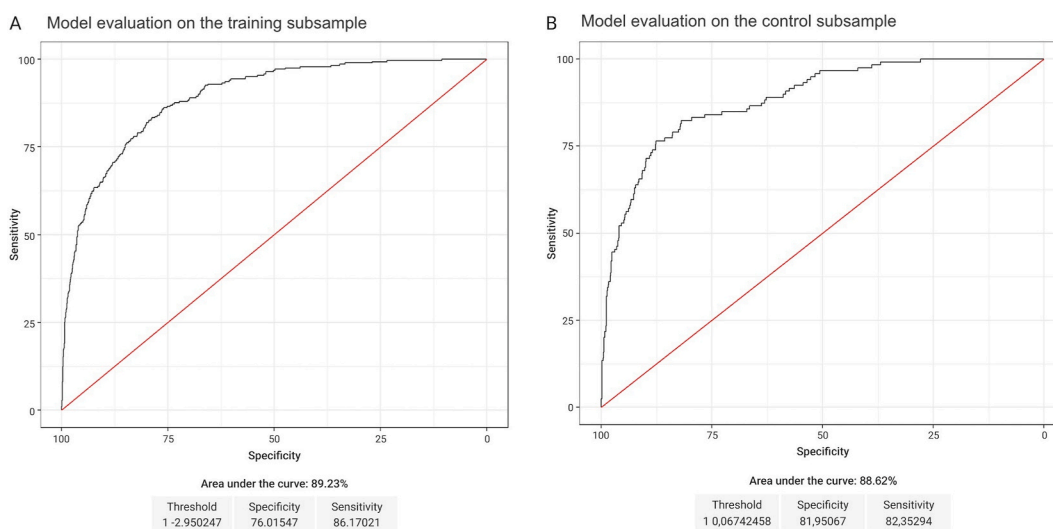 A Model evaluation on the training subsample
100
75
50
25
0
Sensitivity
100 75 50 25 0
Specificity
Area under the curve: 89.23%
Threshold Specificity Sensitivity
1 -2.950247 76.01547 86.17021
B Model evaluation on the control subsample
100
75
50
25
0
Sensitivity
100 75 50 25 0
Specificity
Area under the curve: 88.62%
Threshold Specificity Sensitivity
1 0,06742458 81,95067 82,35294